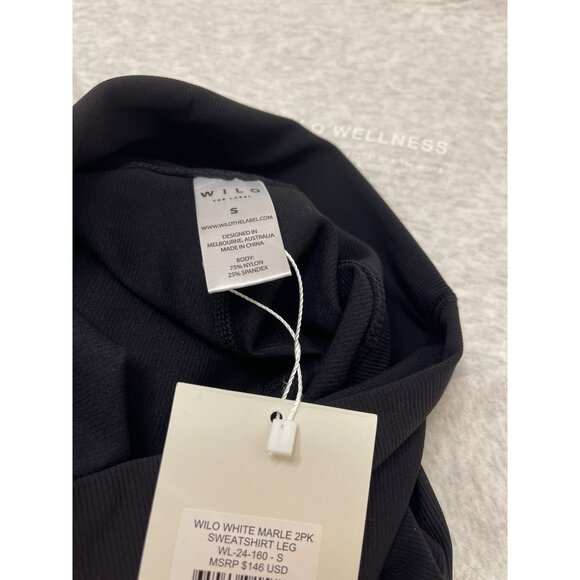 LO WELLNESS
WILO
THE LABEL
S
WWW.WILOTHELABEL.COM
DESIGNED IN
MELBOURNE, AUSTRALIA
MADE IN CHINA
BODY:
75% NYLON
25% SPANDEX
WILO WHITE MARLE 2PK
SWEATSHIRT LEG
WL-24-160 - S
MSRP $146 USD